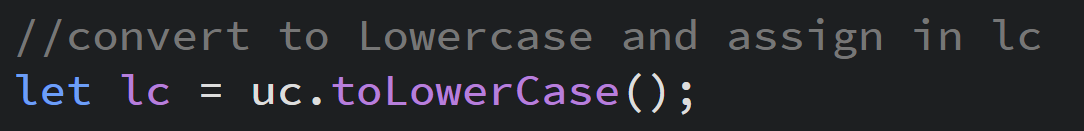 //convert to Lowercase and assign in lc
let lc = uc.toLowerCase();